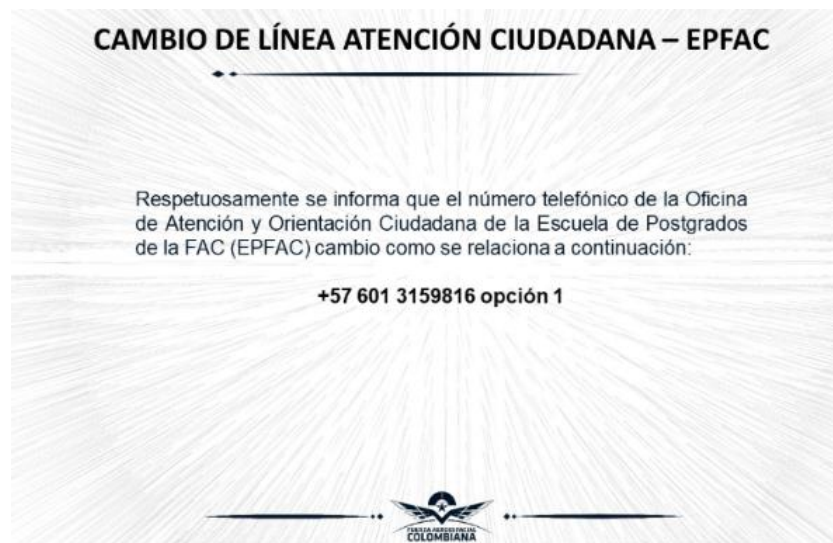 CAMBIO DE LÍNEA ATENCIÓN CIUDADANA – EPFAC
Respetuosamente se informa que el número telefónico de la Oficina
de Atención y Orientación Ciudadana de la Escuela de Postgrados
de la FAC (EPFAC) cambio como se relaciona a continuación:
+57 601 3159816 opción 1
FUERZA AEROESPACIAL
COLOMBIANA